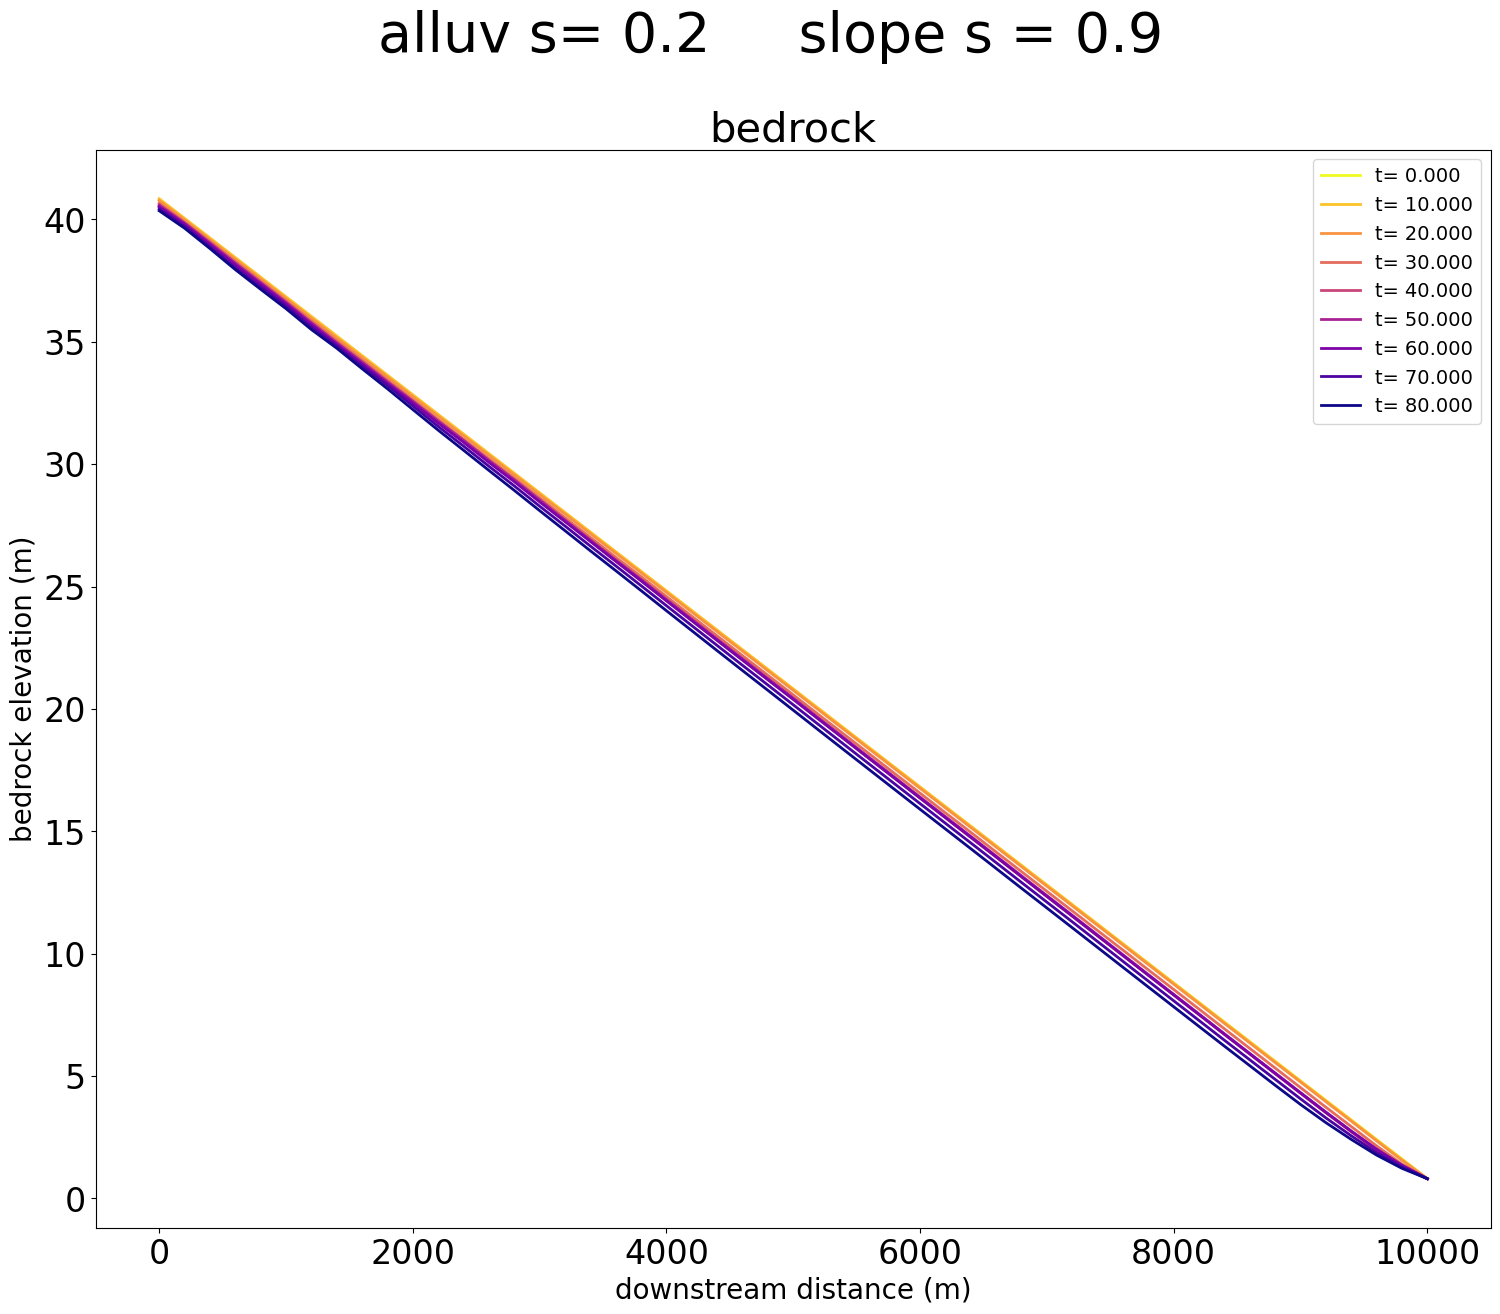 alluv s= 0.2     slope s = 0.9
bedrock
t= 0.000
t= 10.000
t= 20.000
t= 30.000
t= 40.000
t= 50.000
t= 60.000
t= 70.000
t= 80.000
40
35
30
25
20
15
10
5
0
bedrock elevation (m)
0 2000 4000 6000 8000 10000
downstream distance (m)